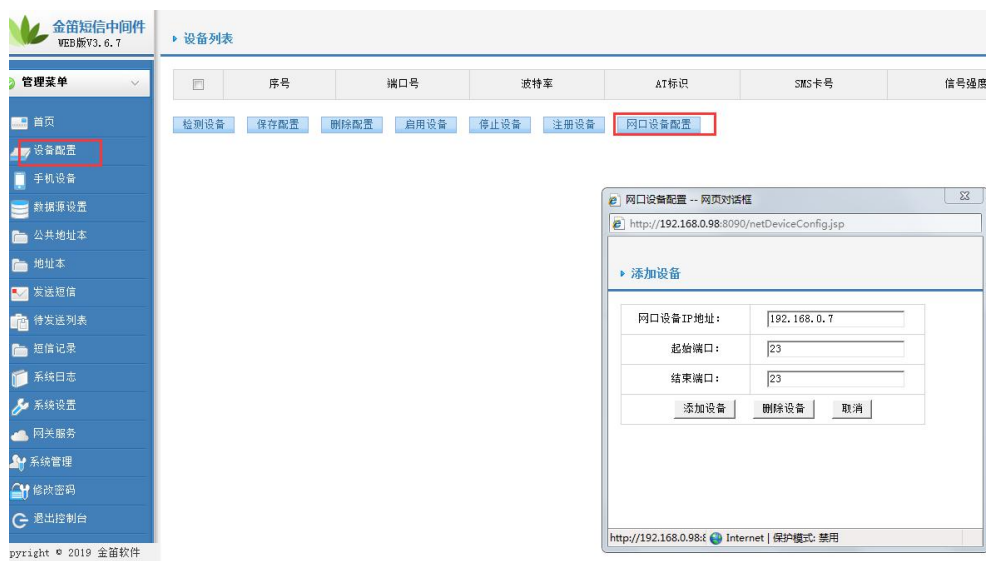 金笛短信中间件
WEB版V3.6.7
设备列表
管理菜单
首页
设备配置
手机设备
数据源设置
公共地址本
地址本
发送短信
待发送列表
短信记录
系统日志
系统设置
网关服务
系统管理
修改密码
退出控制台
pyright © 2019 金笛软件
序号 端口号 波特率 AT标识 SMS卡号 信号强度
检测设备 保存配置 删除配置 启用设备 停止设备 注册设备 网口设备配置
网口设备配置 -- 网页对话框
http://192.168.0.98:8090/netDeviceConfig.jsp
添加设备
网口设备IP地址: 192.168.0.7
起始端口: 23
结束端口: 23
添加设备 删除设备 取消
http://192.168.0.98:8 Internet | 保护模式: 禁用